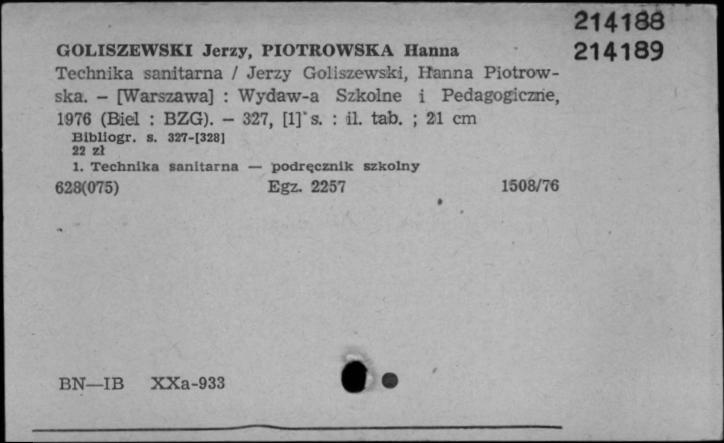 214188
214189
GOLISZEWSKI Jerzy, PIOTROWSKA Hanna
Technika sanitarna / Jerzy Goliszewski, Hanna Piotrow-
ska. — [Warszawa] : Wydaw-a Szkolne i Pedagogiczne,
1976 (Biel : BZG). — 327, [1] s. : il. tab. ; 21 cm
Bibliogr. s. 327-[328]
22 zł
1. Technika sanitarna — podręcznik szkolny
628(075) Egz. 2257 1508/76
BN—IB XXa-933